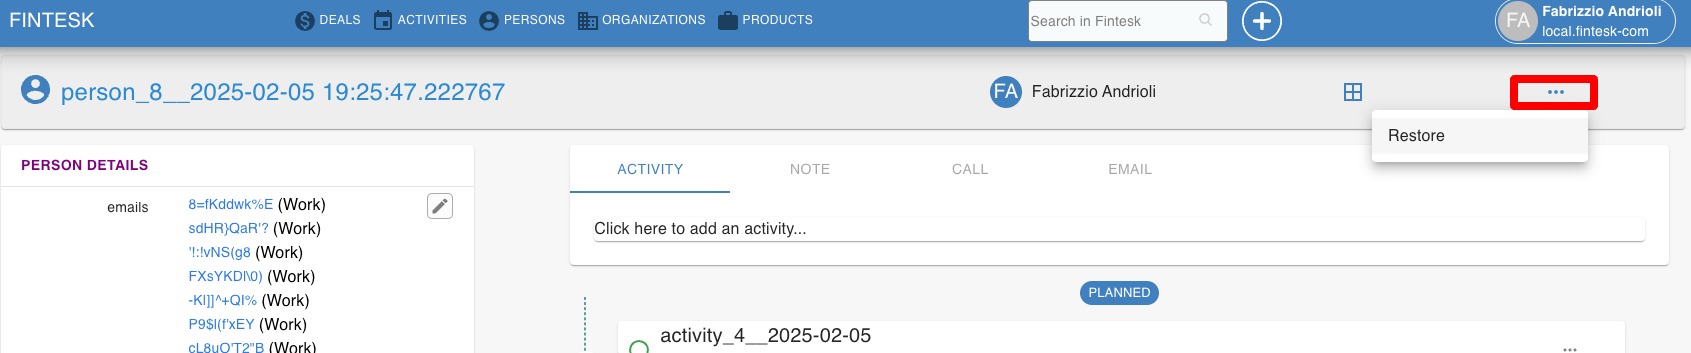 FINTESK
DEALS
ACTIVITIES
PERSONS
ORGANIZATIONS
PRODUCTS
Search in Fintesk
FA
Fabrizzio Andrioli
local.fintesk-com
person_8__2025-02-05 19:25:47.222767
FA
Fabrizzio Andrioli
Restore
PERSON DETAILS
emails
8=fKddwk%E (Work)
sdHR}QaR'? (Work)
'!:!vNS(g8 (Work)
-KI]]^+QI% (Work)
P9$l(f'xEY (Work)
cL8uO'T2"B (Work)
ACTIVITY
NOTE
CALL
EMAIL
Click here to add an activity...
PLANNED
activity_4__2025-02-05